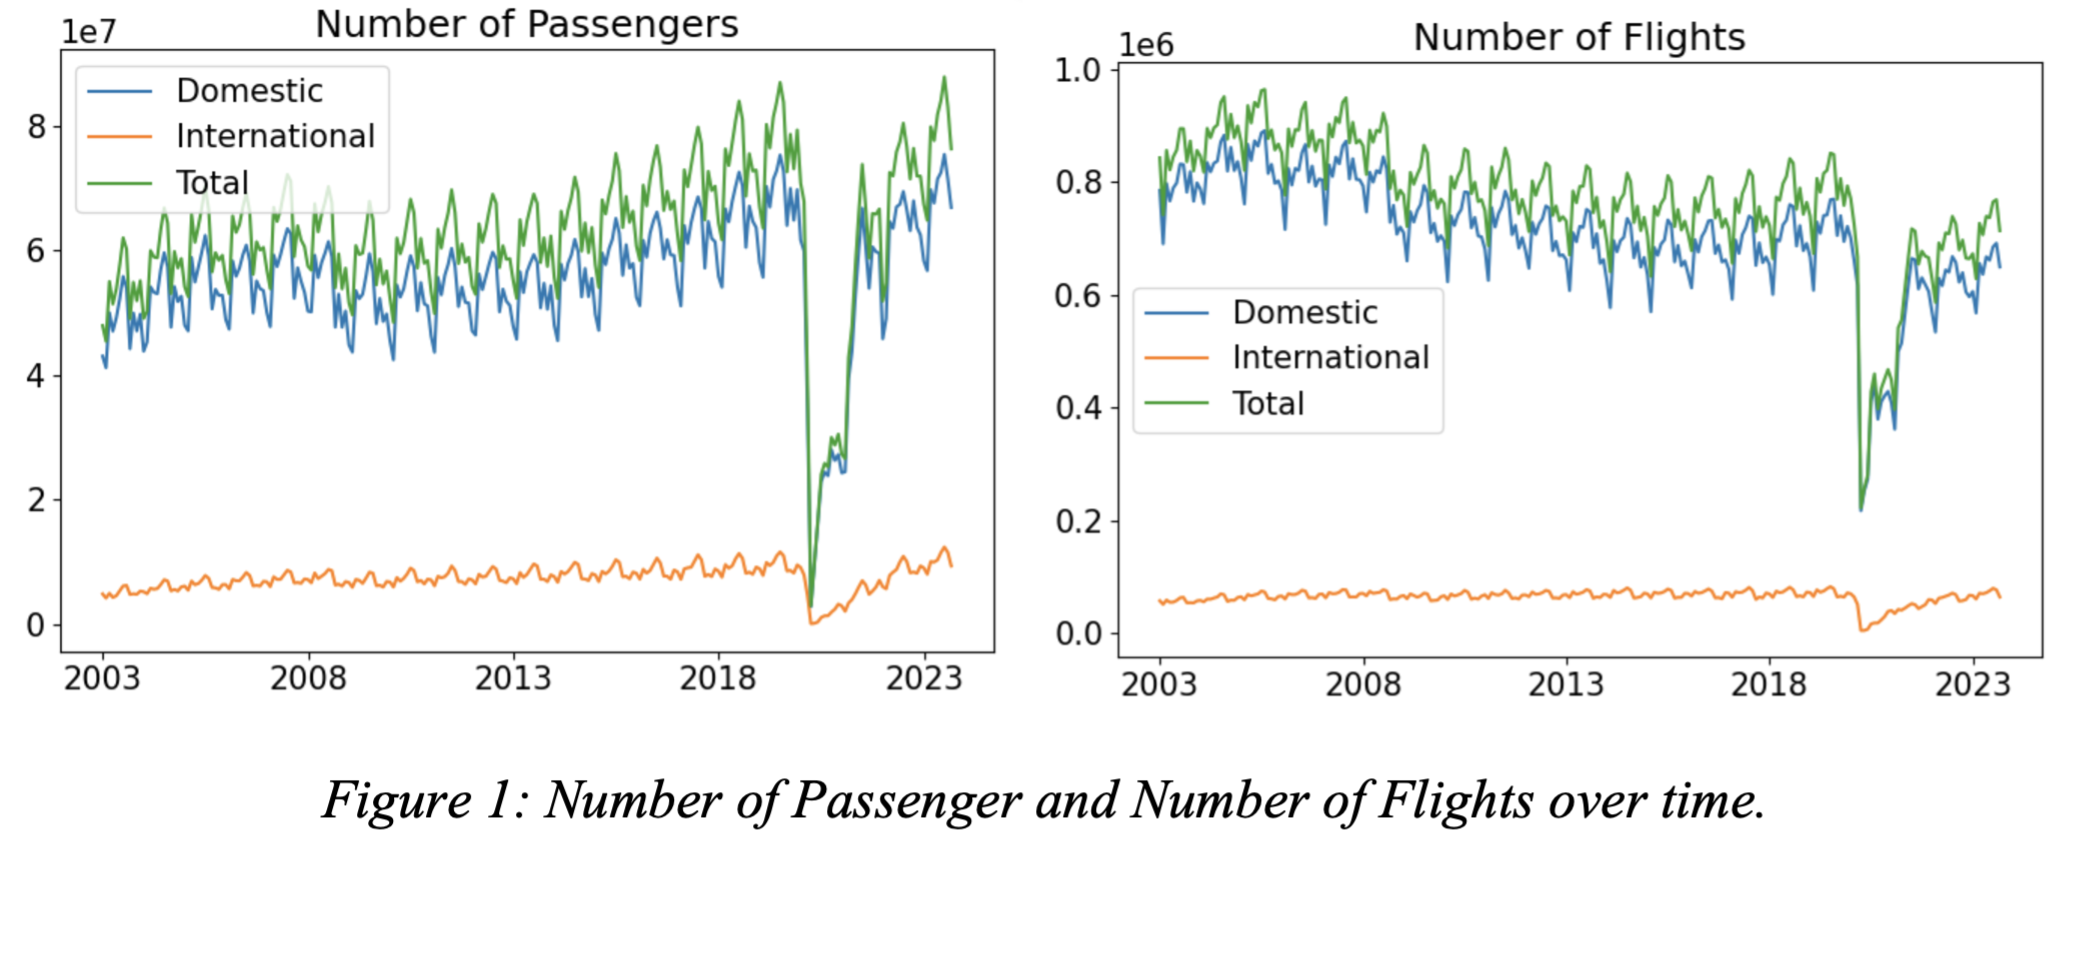 Number of Passengers
1e7
Domestic
International
Total
8
6
4
2
0
2003 2008 2013 2018 2023
Number of Flights
1e6
1.0
0.8
0.6
0.4
0.2
0.0
Domestic
International
Total
2003 2008 2013 2018 2023
Figure 1: Number of Passenger and Number of Flights over time.